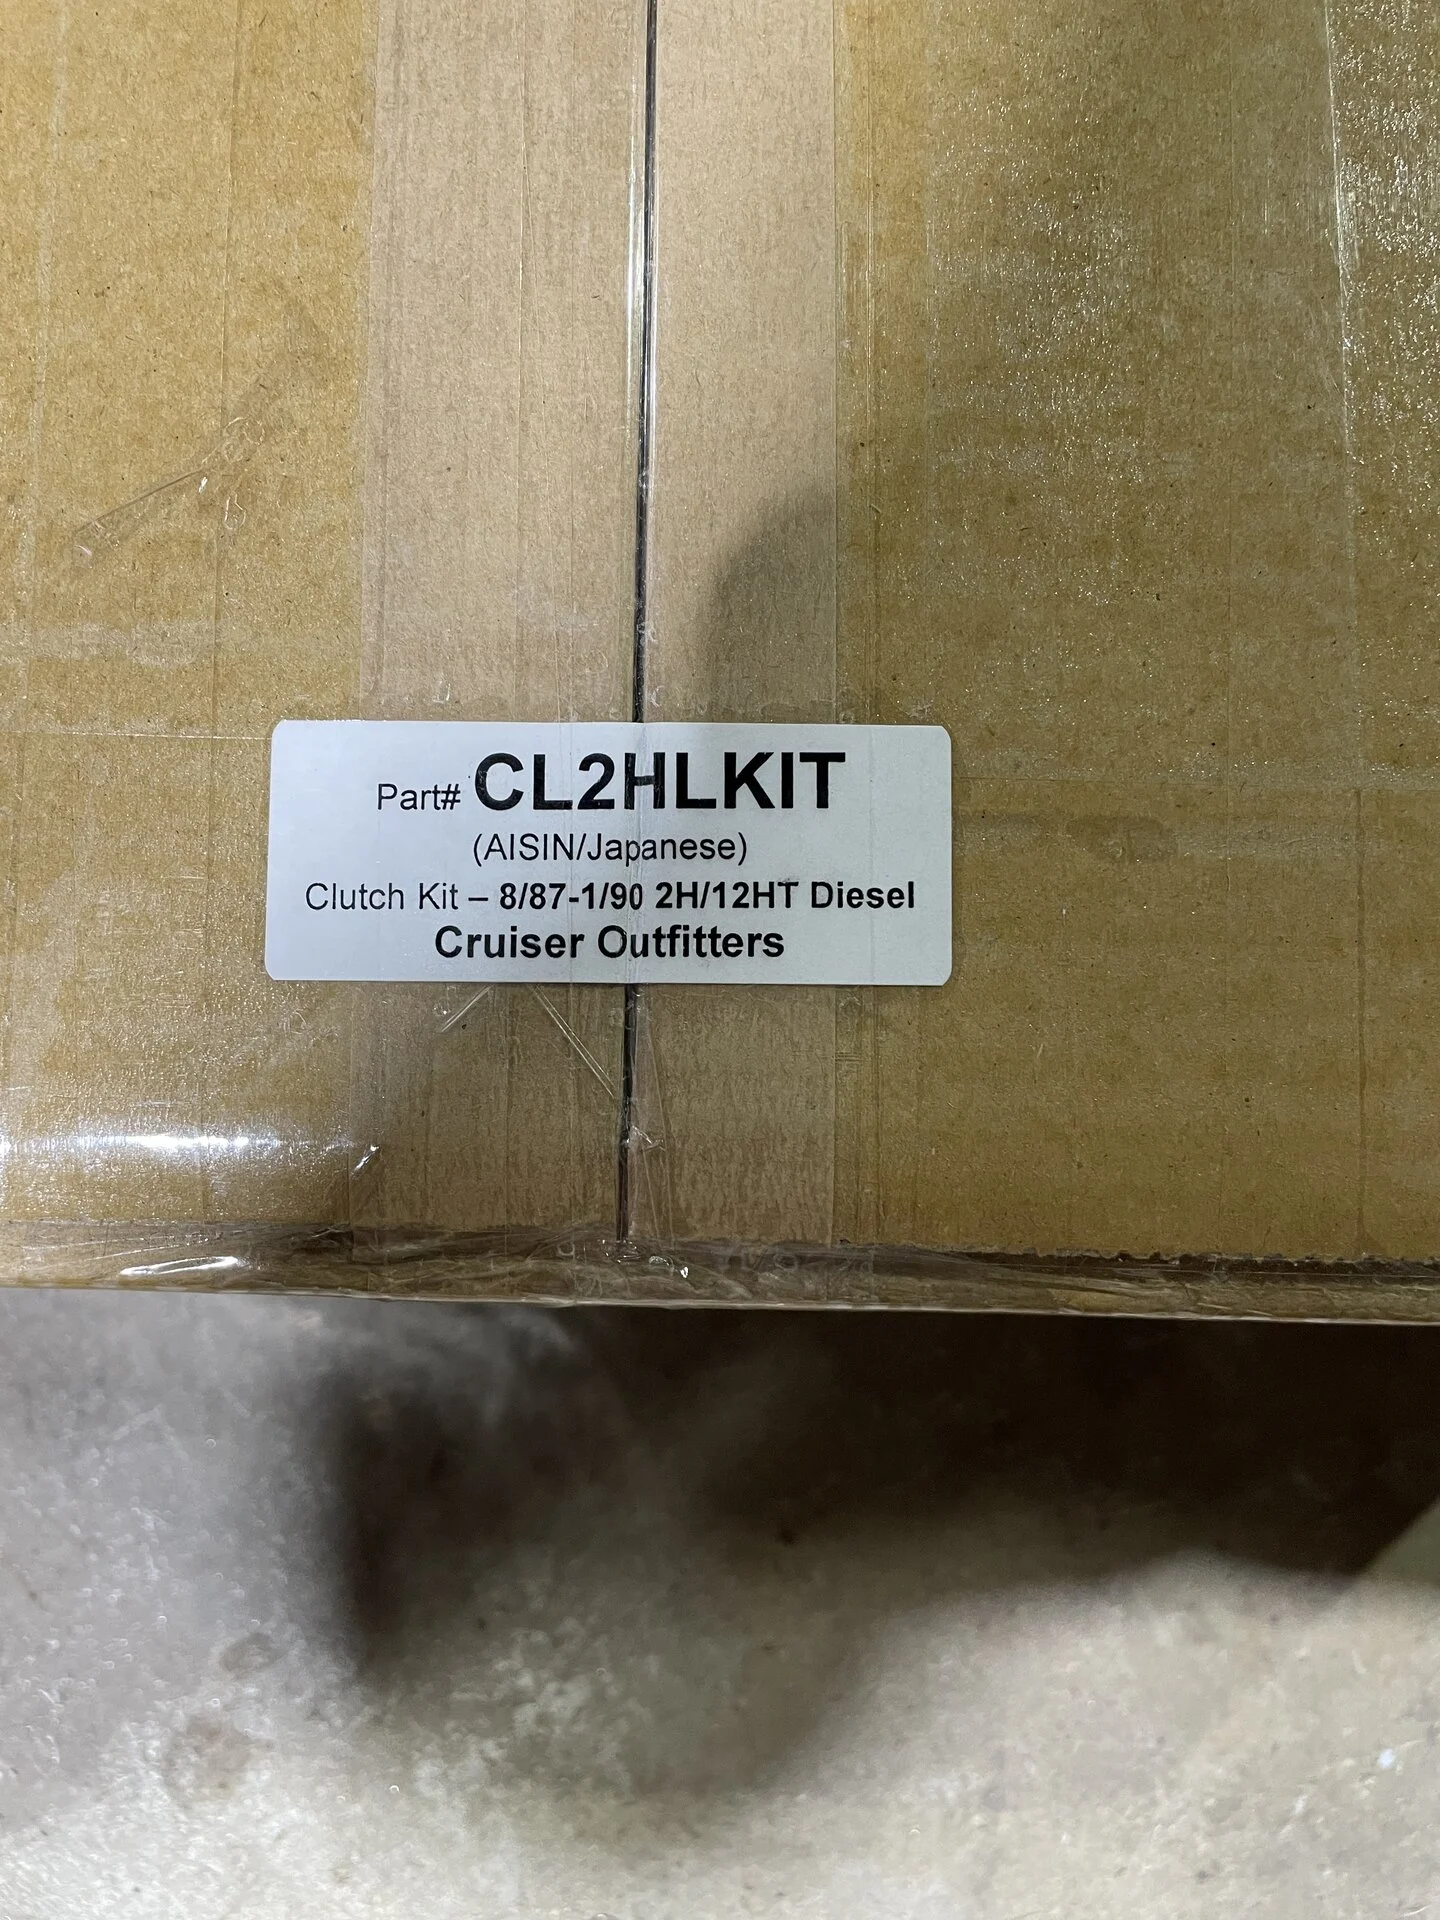 Part# CL2HLKIT
(AISIN/Japanese)
Clutch Kit – 8/87-1/90 2H/12HT Diesel
Cruiser Outfitters